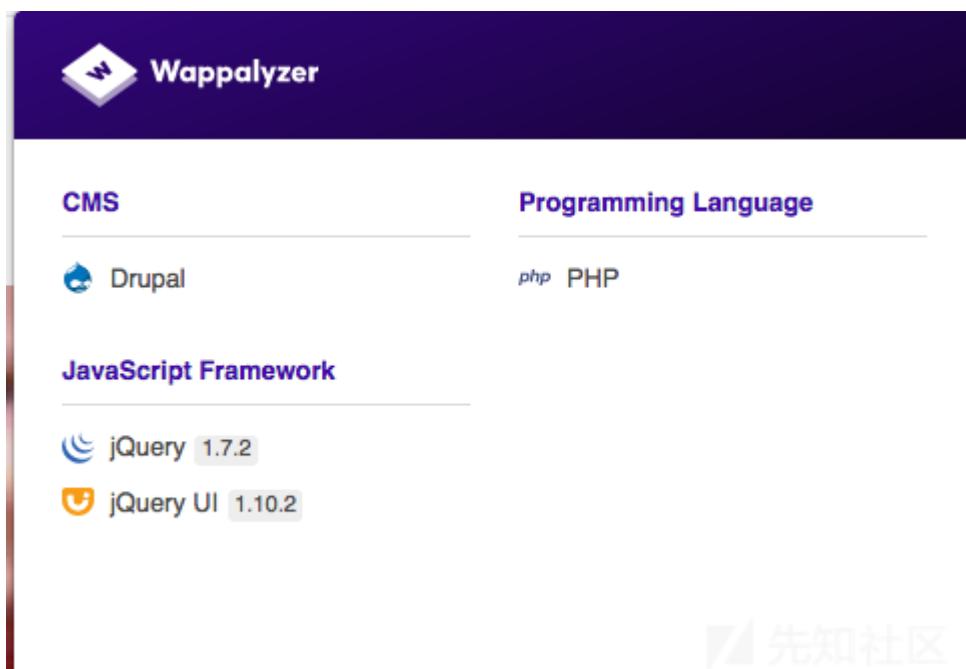 Wappalyzer
CMS
Programming Language
Drupal
php PHP
JavaScript Framework
jQuery 1.7.2
jQuery UI 1.10.2
先知社区